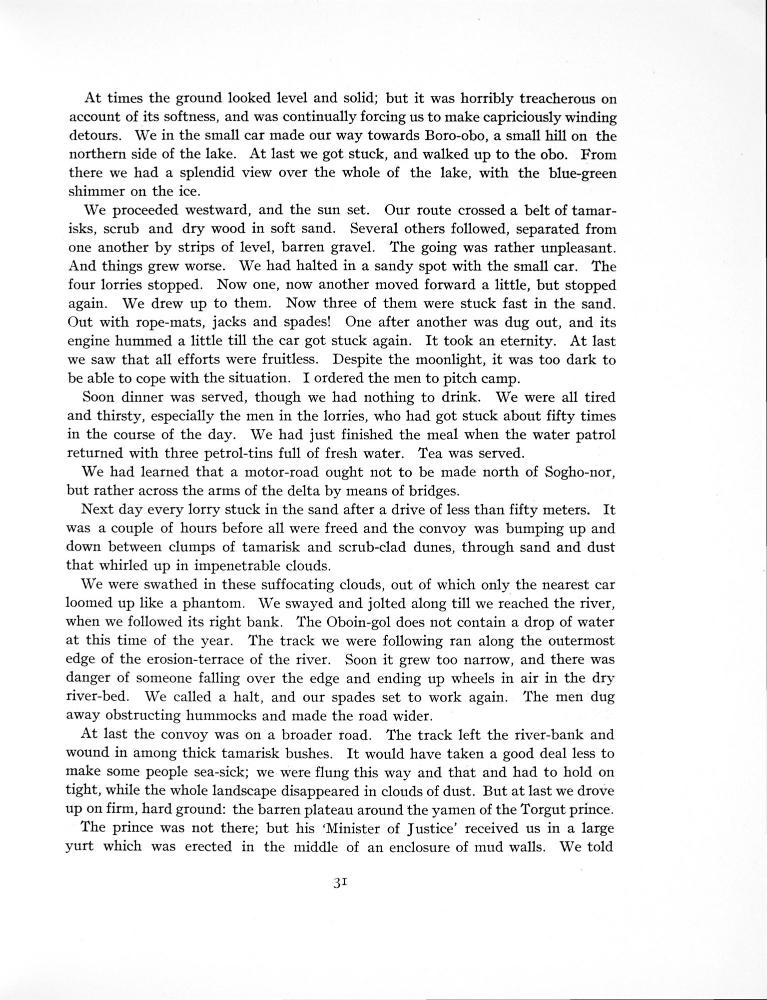 At times the ground looked level and solid; but it was horribly treacherous on
account of its softness, and was continually forcing us to make capriciously winding
detours. We in the small car made our way towards Boro-obo, a small hill on the
northern side of the lake. At last we got stuck, and walked up to the obo. From
there we had a splendid view over the whole of the lake, with the blue-green
shimmer on the ice.
We proceeded westward, and the sun set. Our route crossed a belt of tamar-
isks, scrub and dry wood in soft sand. Several others followed, separated from
one another by strips of level, barren gravel. The going was rather unpleasant.
And things grew worse. We had halted in a sandy spot with the small car. The
four lorries stopped. Now one, now another moved forward a little, but stopped
again. We drew up to them. Now three of them were stuck fast in the sand.
Out with rope-mats, jacks and spades! One after another was dug out, and its
engine hummed a little till the car got stuck again. It took an eternity. At last
we saw that all efforts were fruitless. Despite the moonlight, it was too dark to
be able to cope with the situation. I ordered the men to pitch camp.
Soon dinner was served, though we had nothing to drink. We were all tired
and thirsty, especially the men in the lorries, who had got stuck about fifty times
in the course of the day. We had just finished the meal when the water patrol
returned with three petrol-tins full of fresh water. Tea was served.
We had learned that a motor-road ought not to be made north of Sogho-nor,
but rather across the arms of the delta by means of bridges.
Next day every lorry stuck in the sand after a drive of less than fifty meters. It
was a couple of hours before all were freed and the convoy was bumping up and
down between clumps of tamarisk and scrub-clad dunes, through sand and dust
that whirled up in impenetrable clouds.
We were swathed in these suffocating clouds, out of which only the nearest car
loomed up like a phantom. We swayed and jolted along till we reached the river,
when we followed its right bank. The Oboin-gol does not contain a drop of water
at this time of the year. The track we were following ran along the outermost
edge of the erosion-terrace of the river. Soon it grew too narrow, and there was
danger of someone falling over the edge and ending up wheels in air in the dry
river-bed. We called a halt, and our spades set to work again. The men dug
away obstructing hummocks and made the road wider.
At last the convoy was on a broader road. The track left the river-bank and
wound in among thick tamarisk bushes. It would have taken a good deal less to
make some people sea-sick; we were flung this way and that and had to hold on
tight, while the whole landscape disappeared in clouds of dust. But at last we drove
up on firm, hard ground: the barren plateau around the yamen of the Torgut prince.
The prince was not there; but his 'Minister of Justice' received us in a large
yurt which was erected in the middle of an enclosure of mud walls. We told
31